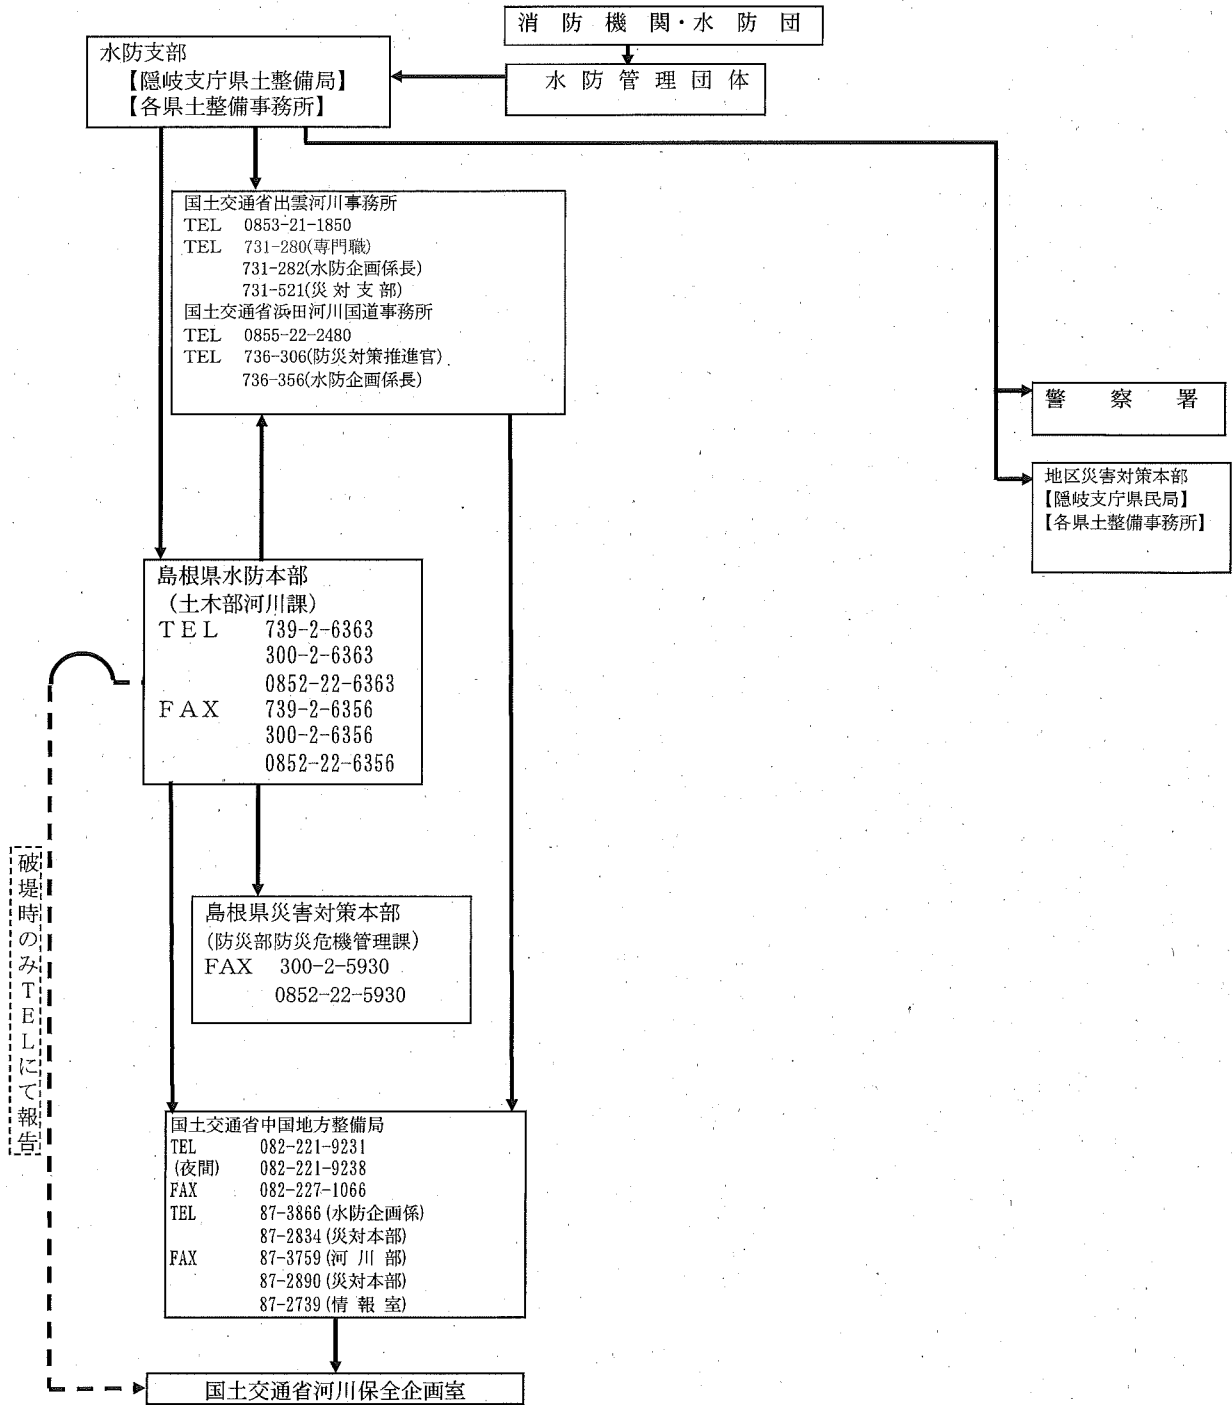 消防機関・水防団
水防支部
【隠岐支庁県土整備局】
【各県土整備事務所】
水防管理団体
国土交通省出雲河川事務所
TEL 0853-21-1850
TEL 731-280(専門職)
731-282(水防企画係長)
731-521(災対支部)
国土交通省浜田河川国道事務所
TEL 0855-22-2480
TEL 736-306(防災対策推進官)
736-356(水防企画係長)
警察署
地区災害対策本部
【隠岐支庁県民局】
【各県土整備事務所】
島根県水防本部
(土木部河川課)
TEL 739-2-6363
300-2-6363
0852-22-6363
FAX 739-2-6356
300-2-6356
0852-22-6356
破堤時のみTELにて報告
島根県災害対策本部
(防災部防災危機管理課)
FAX 300-2-5930
0852-22-5930
国土交通省中国地方整備局
TEL 082-221-9231
(夜間) 082-221-9238
FAX 082-227-1066
TEL 87-3866(水防企画係)
87-2834(災対本部)
FAX 87-3759(河川部)
87-2890(災対本部)
87-2739(情報室)
国土交通省河川保全企画室